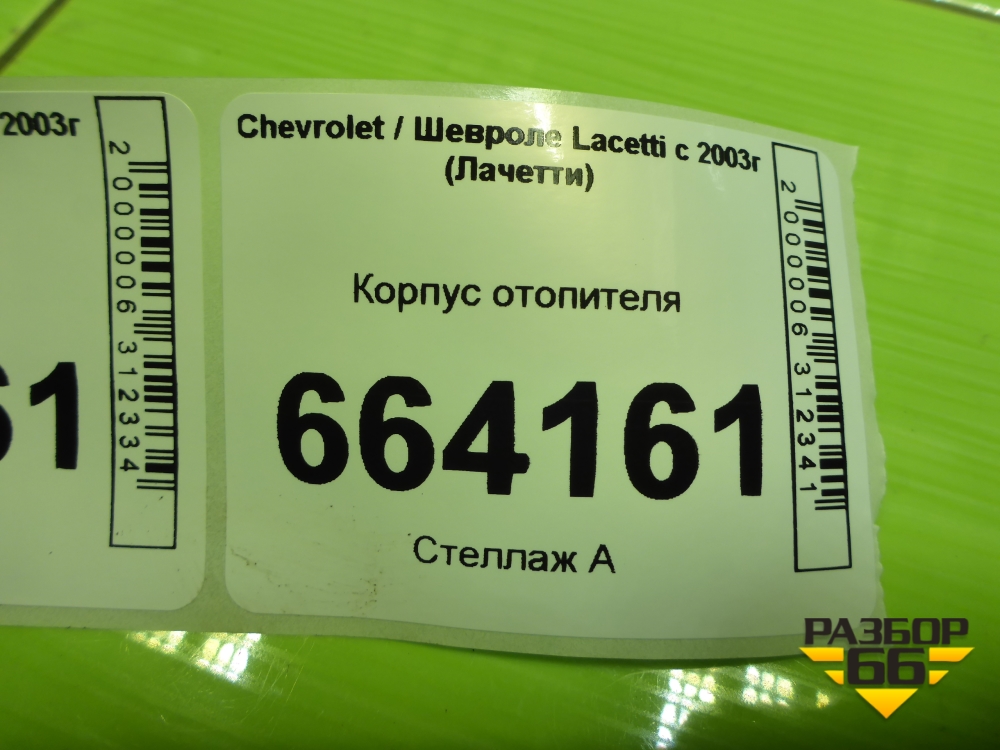 2003г
2000006312334
61
Chevrolet / Шевроле Lacetti с 2003г
(Лачетти)
Корпус отопителя
664161
Стеллаж А
2000006312341
РАЗБОР
66